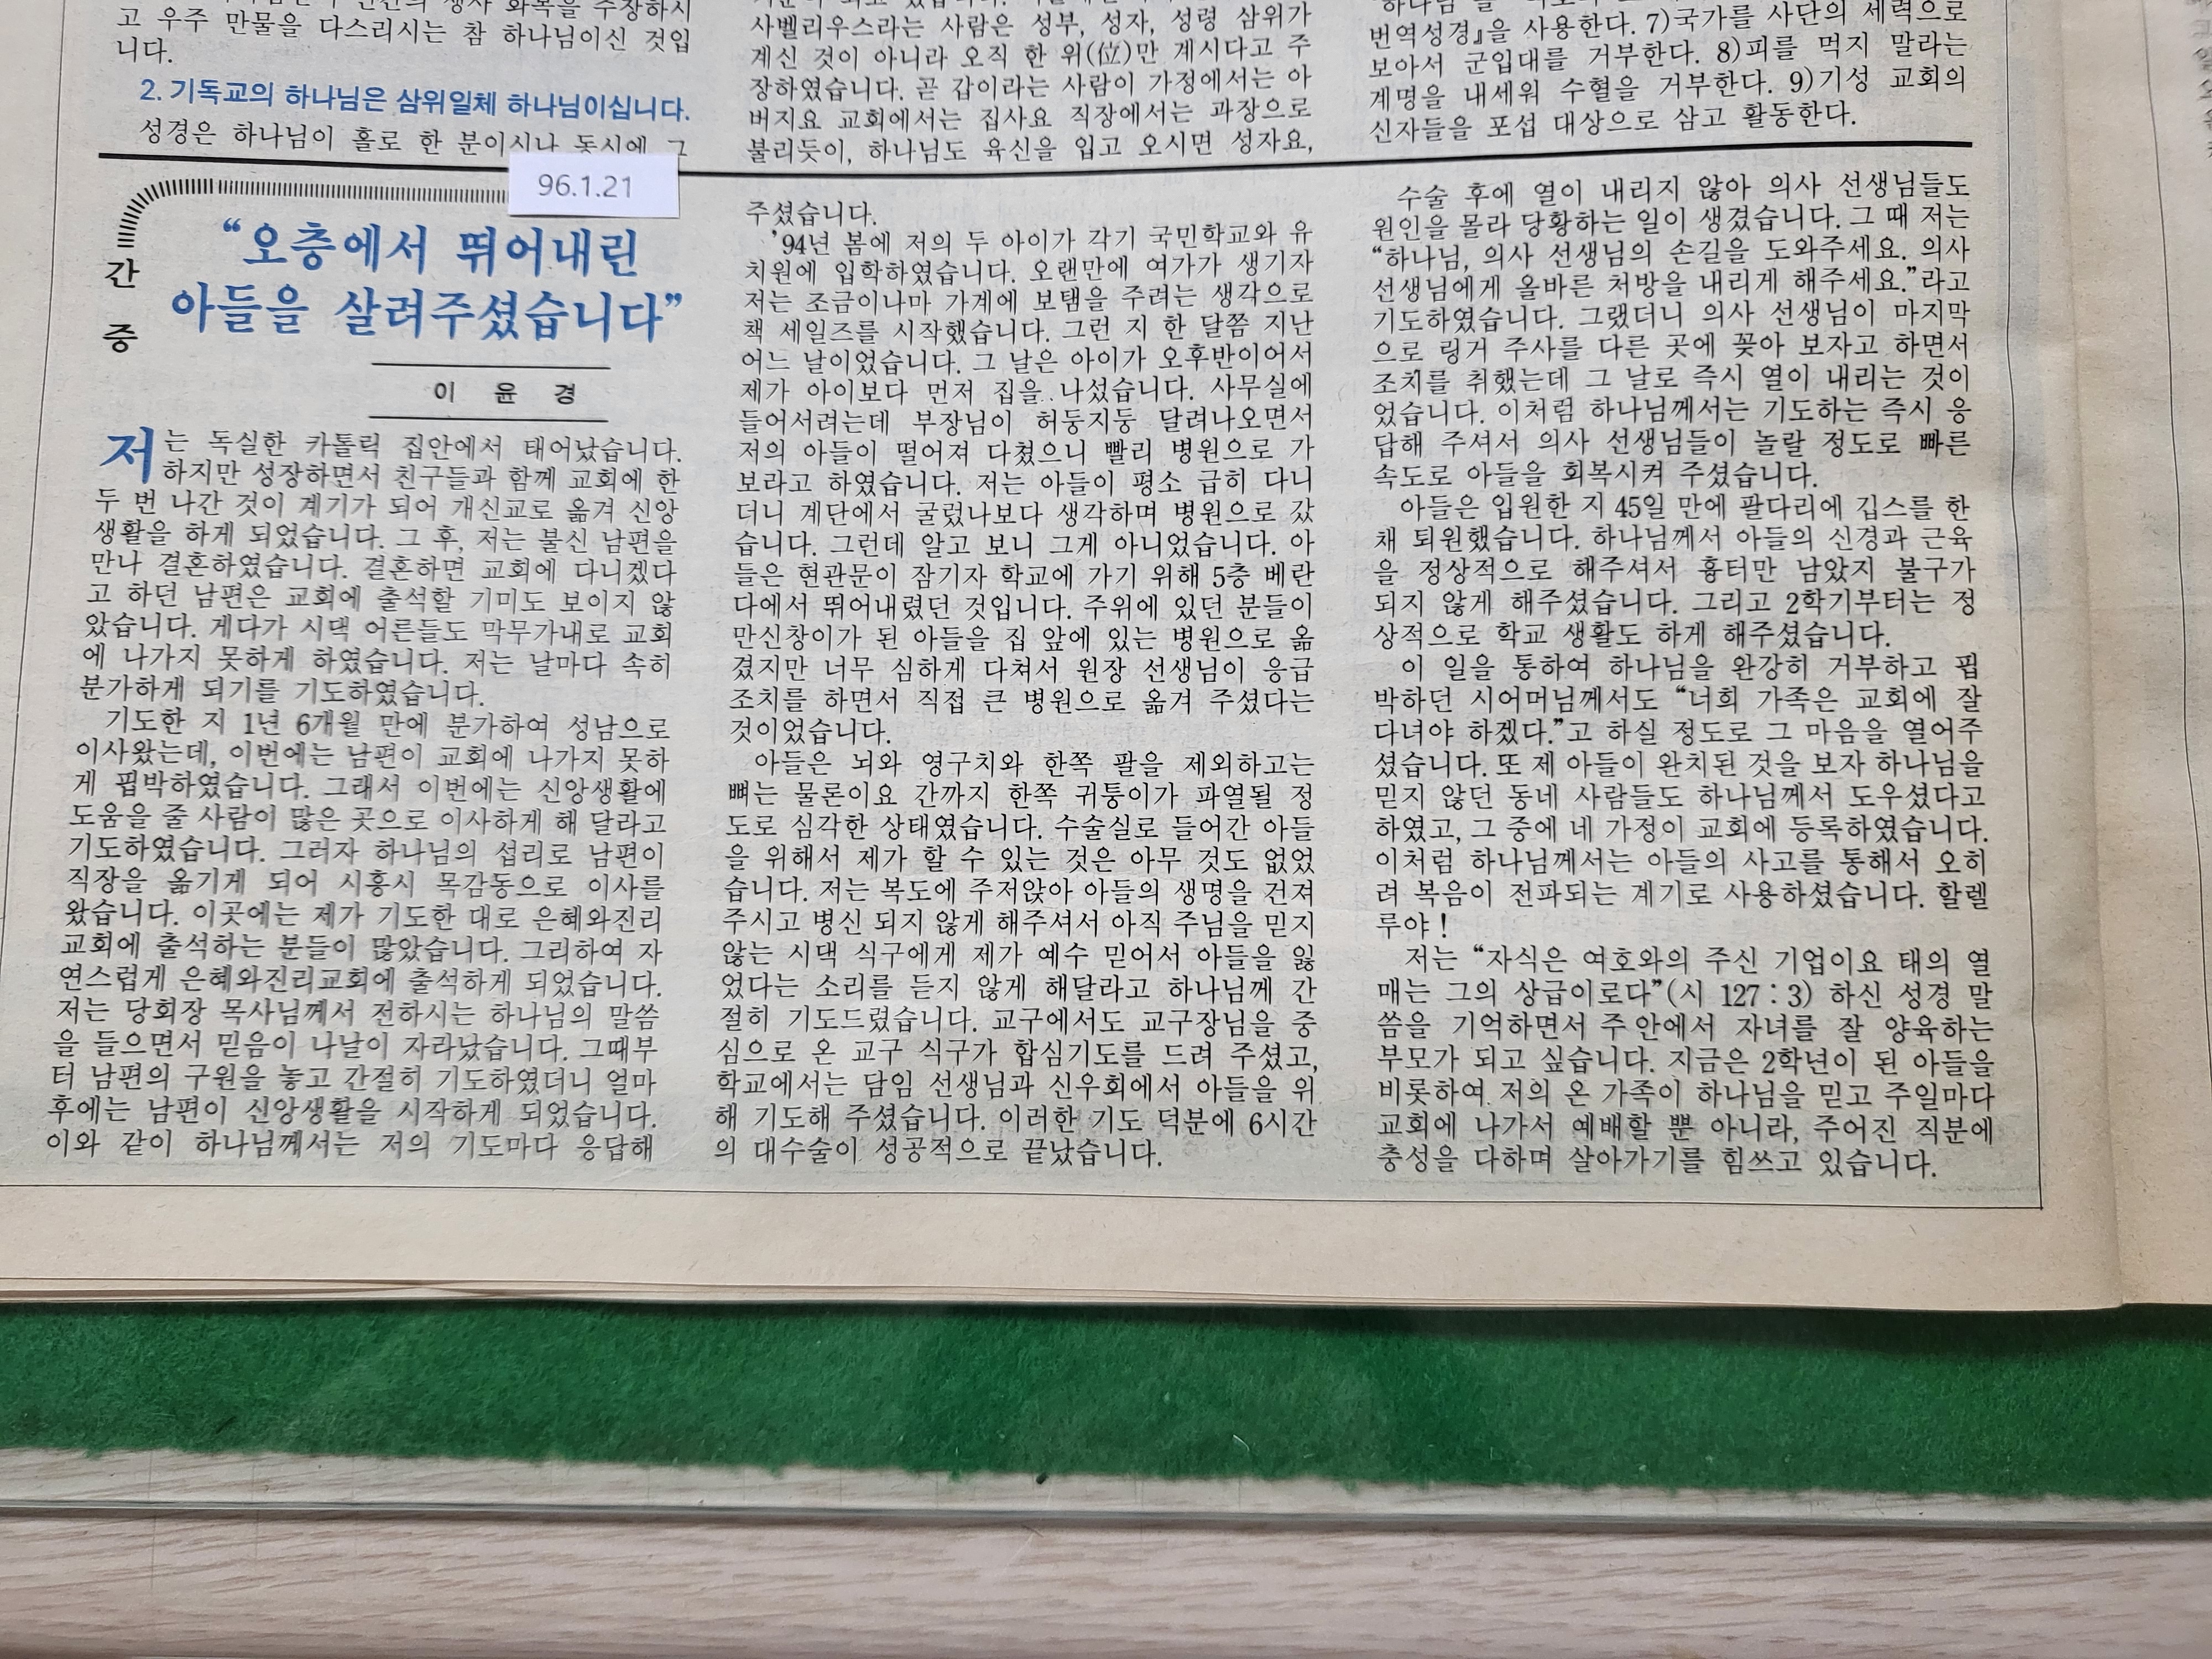 고 우주 만물을 다스리시는 참 하나님이신 것입
니다.
2. 기독교의 하나님은 삼위일체 하나님이십니다.
성경은 하나님이 홀로 한 분이시나 동시에 그
사벨리우스라는 사람은 성부, 성자, 성령 삼위가
계신 것이 아니라 오직 한 위(位)만 계시다고 주
장하였습니다. 곧 갑이라는 사람이 가정에서는 아
버지요 교회에서는 집사요 직장에서는 과장으로
불리듯이, 하나님도 육신을 입고 오시면 성자요,
번역성경』을 사용한다. 7)국가를 사단의 세력으로
보아서 군입대를 거부한다. 8)피를 먹지 말라는
계명을 내세워 수혈을 거부한다. 9)기성 교회의
신자들을 포섭 대상으로 삼고 활동한다.
96.1.21
간증
“오층에서 뛰어내린
아들을 살려주셨습니다”
이 윤 경
저는 독실한 카톨릭 집안에서 태어났습니다.
하지만 성장하면서 친구들과 함께 교회에 한
두 번 나간 것이 계기가 되어 개신교로 옮겨 신앙
생활을 하게 되었습니다. 그 후, 저는 불신 남편을
만나 결혼하였습니다. 결혼하면 교회에 다니겠다
고 하던 남편은 교회에 출석할 기미도 보이지 않
았습니다. 게다가 시댁 어른들도 막무가내로 교회
에 나가지 못하게 하였습니다. 저는 날마다 속히
분가하게 되기를 기도하였습니다.
기도한 지 1년 6개월 만에 분가하여 성남으로
이사왔는데, 이번에는 남편이 교회에 나가지 못하
게 핍박하였습니다. 그래서 이번에는 신앙생활에
도움을 줄 사람이 많은 곳으로 이사하게 해 달라고
기도하였습니다. 그러자 하나님의 섭리로 남편이
직장을 옮기게 되어 시흥시 목감동으로 이사를
왔습니다. 이곳에는 제가 기도한 대로 은혜와진리
교회에 출석하는 분들이 많았습니다. 그리하여 자
연스럽게 은혜와진리교회에 출석하게 되었습니다.
저는 당회장 목사님께서 전하시는 하나님의 말씀
을 들으면서 믿음이 나날이 자라났습니다. 그때부
터 남편의 구원을 놓고 간절히 기도하였더니 얼마
후에는 남편이 신앙생활을 시작하게 되었습니다.
이와 같이 하나님께서는 저의 기도마다 응답해
주셨습니다.
’94년 봄에 저의 두 아이가 각기 국민학교와 유
치원에 입학하였습니다. 오랜만에 여가가 생기자
저는 조금이나마 가계에 보탬을 주려는 생각으로
책 세일즈를 시작했습니다. 그런 지 한 달쯤 지난
어느 날이었습니다. 그 날은 아이가 오후반이어서
제가 아이보다 먼저 집을 나섰습니다. 사무실에
들어서려는데 부장님이 허둥지둥 달려나오면서
저의 아들이 떨어져 다쳤으니 빨리 병원으로 가
보라고 하였습니다. 저는 아들이 평소 급히 다니
더니 계단에서 굴렀나보다 생각하며 병원으로 갔
습니다. 그런데 알고 보니 그게 아니었습니다. 아
들은 현관문이 잠기자 학교에 가기 위해 5층 베란
다에서 뛰어내렸던 것입니다. 주위에 있던 분들이
만신창이가 된 아들을 집 앞에 있는 병원으로 옮
겼지만 너무 심하게 다쳐서 원장 선생님이 응급
조치를 하면서 직접 큰 병원으로 옮겨 주셨다는
것이었습니다.
아들은 뇌와 영구치와 한쪽 팔을 제외하고는
뼈는 물론이요 간까지 한쪽 귀퉁이가 파열될 정
도로 심각한 상태였습니다. 수술실로 들어간 아들
을 위해서 제가 할 수 있는 것은 아무 것도 없었
습니다. 저는 복도에 주저앉아 아들의 생명을 건져
주시고 병신 되지 않게 해주셔서 아직 주님을 믿지
않는 시댁 식구에게 제가 예수 믿어서 아들을 잃
었다는 소리를 듣지 않게 해달라고 하나님께 간
절히 기도드렸습니다. 교구에서도 교구장님을 중
심으로 온 교구 식구가 합심기도를 드려 주셨고,
학교에서는 담임 선생님과 신우회에서 아들을 위
해 기도해 주셨습니다. 이러한 기도 덕분에 6시간
의 대수술이 성공적으로 끝났습니다.
수술 후에 열이 내리지 않아 의사 선생님들도
원인을 몰라 당황하는 일이 생겼습니다. 그 때 저는
“하나님, 의사 선생님의 손길을 도와주세요. 의사
선생님에게 올바른 처방을 내리게 해주세요.”라고
기도하였습니다. 그랬더니 의사 선생님이 마지막
으로 링거 주사를 다른 곳에 꽂아 보자고 하면서
조치를 취했는데 그 날로 즉시 열이 내리는 것이
었습니다. 이처럼 하나님께서는 기도하는 즉시 응
답해 주셔서 의사 선생님들이 놀랄 정도로 빠른
속도로 아들을 회복시켜 주셨습니다.
아들은 입원한 지 45일 만에 팔다리에 깁스를 한
채 퇴원했습니다. 하나님께서 아들의 신경과 근육
을 정상적으로 해주셔서 흉터만 남았지 불구가
되지 않게 해주셨습니다. 그리고 2학기부터는 정
상적으로 학교 생활도 하게 해주셨습니다.
이 일을 통하여 하나님을 완강히 거부하고 핍
박하던 시어머님께서도 “너희 가족은 교회에 잘
다녀야 하겠다.”고 하실 정도로 그 마음을 열어주
셨습니다. 또 제 아들이 완치된 것을 보자 하나님을
믿지 않던 동네 사람들도 하나님께서 도우셨다고
하였고, 그 중에 네 가정이 교회에 등록하였습니다.
이처럼 하나님께서는 아들의 사고를 통해서 오히
려 복음이 전파되는 계기로 사용하셨습니다. 할렐
루야 !
저는 “자식은 여호와의 주신 기업이요 태의 열
매는 그의 상급이로다”(시 127 : 3) 하신 성경 말
씀을 기억하면서 주 안에서 자녀를 잘 양육하는
부모가 되고 싶습니다. 지금은 2학년이 된 아들을
비롯하여 저의 온 가족이 하나님을 믿고 주일마다
교회에 나가서 예배할 뿐 아니라, 주어진 직분에
충성을 다하며 살아가기를 힘쓰고 있습니다.